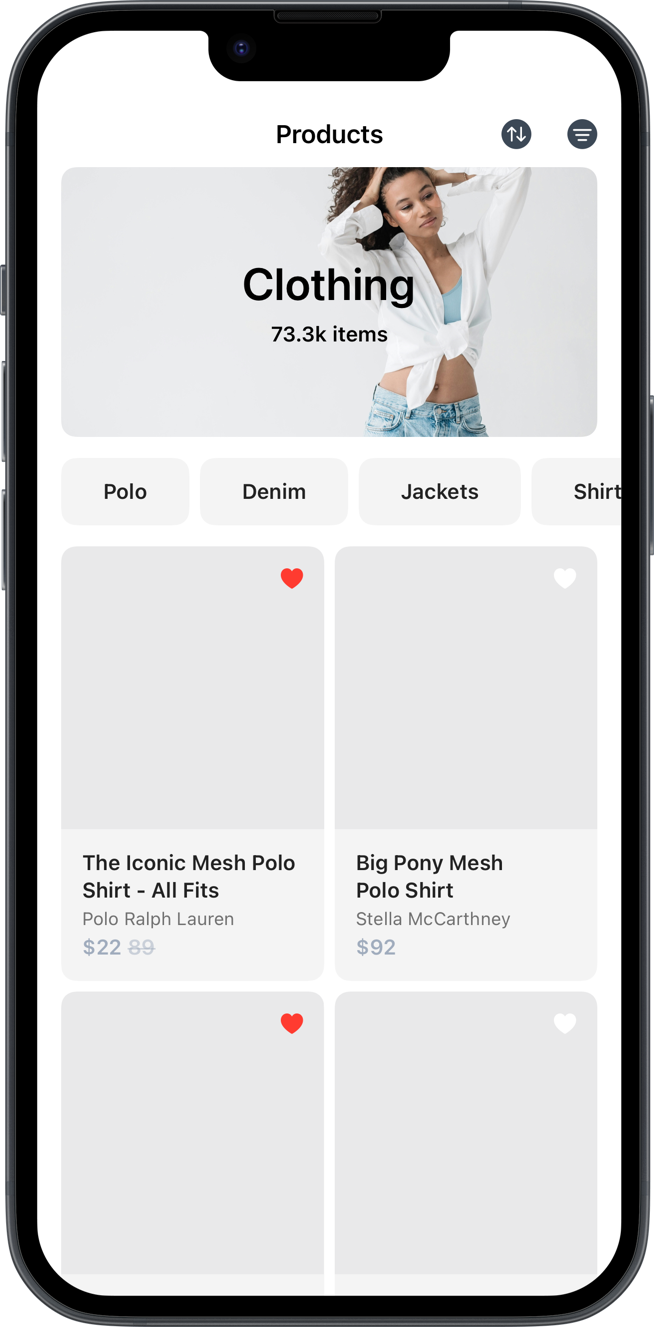 Products
Clothing
73.3k items
Polo
Denim
Jackets
Shirt
The Iconic Mesh Polo
Shirt - All Fits
Polo Ralph Lauren
$22 89
Big Pony Mesh
Polo Shirt
Stella McCarthney
$92